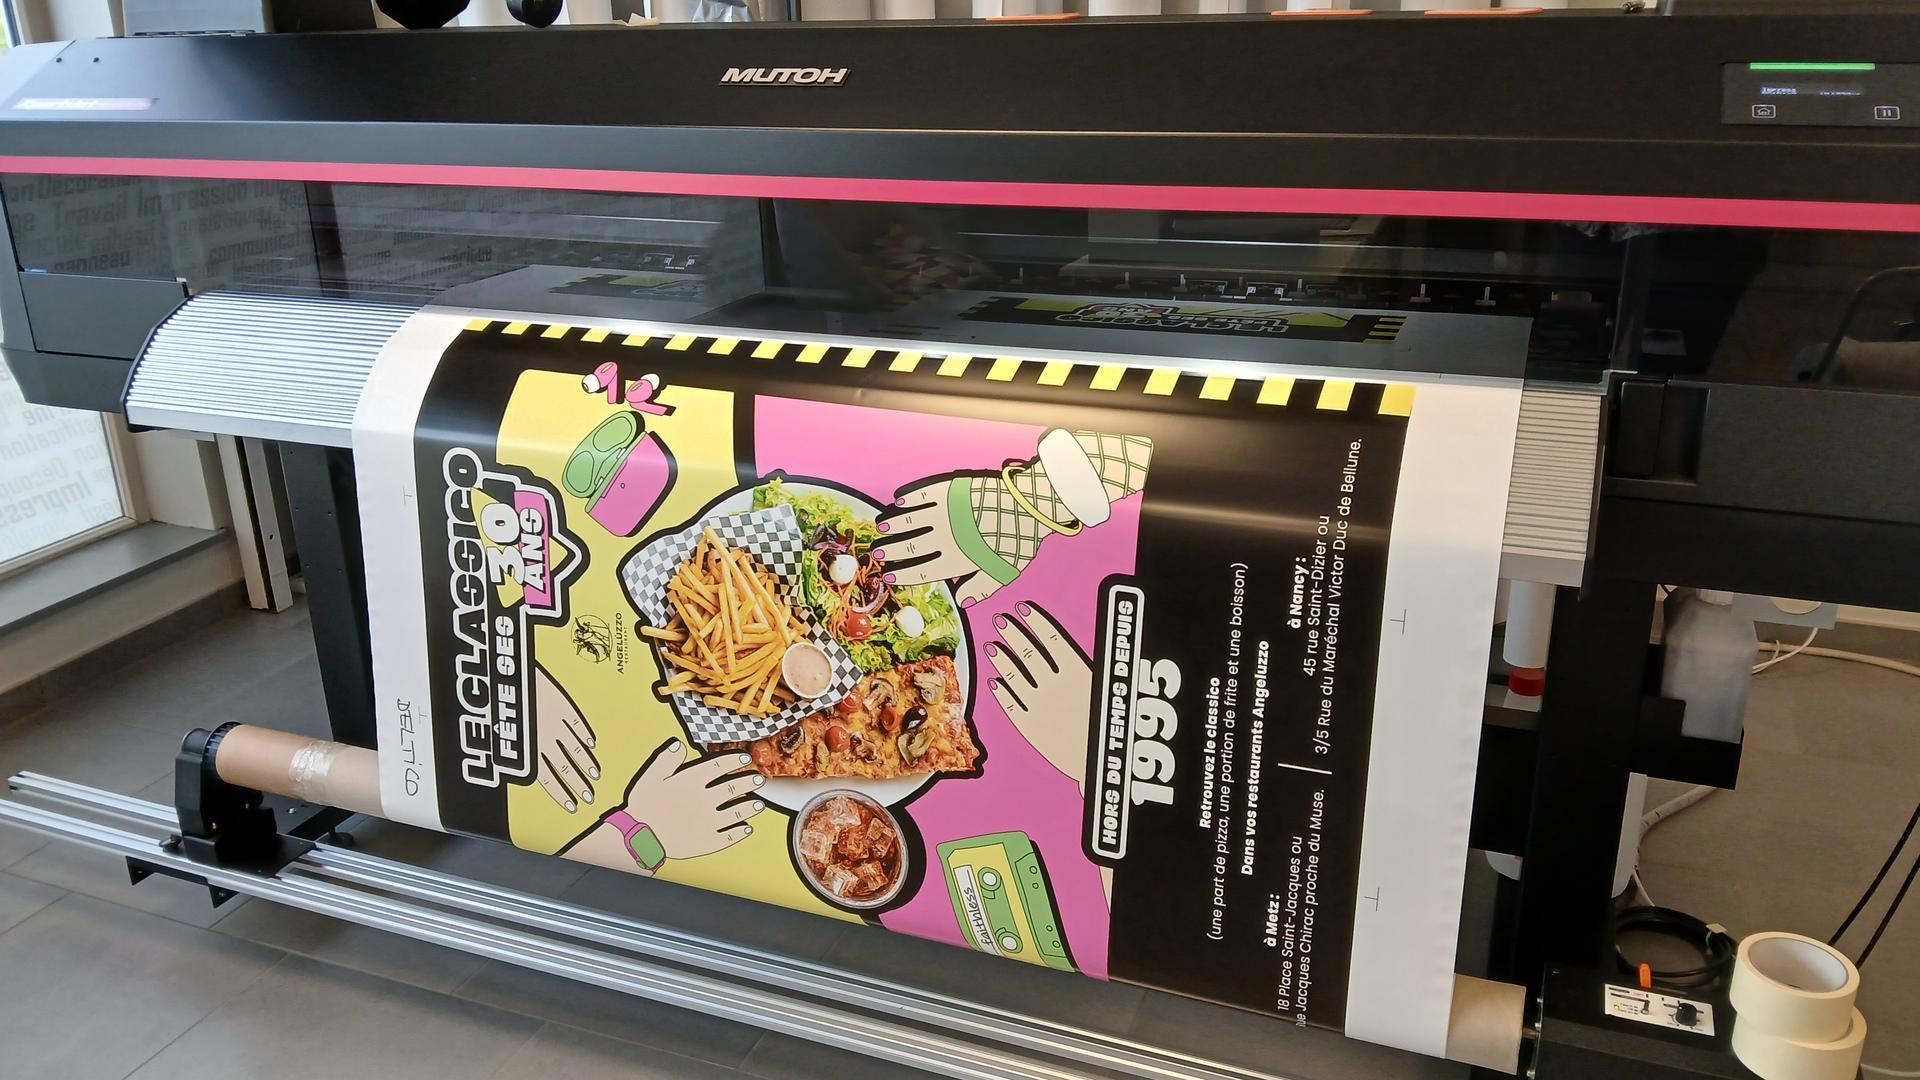 MUTOH
LE CLASSICO
FÊTE SES
30
ANS
ANGELUZZO
HORS DU TEMPS DEPUIS
1995
Retrouvez le classico
(une part de pizza, une portion de frite et une boisson)
Dans vos restaurants Angeluzzo
à Metz :
18 Place Saint-Jacques ou
Jacques Chirac proche du Muse.
à Nancy :
45 rue Saint-Dizier ou
3/5 Rue du Maréchal Victor Duc de Bellune.
faithless
DELTICO
Travail Impression